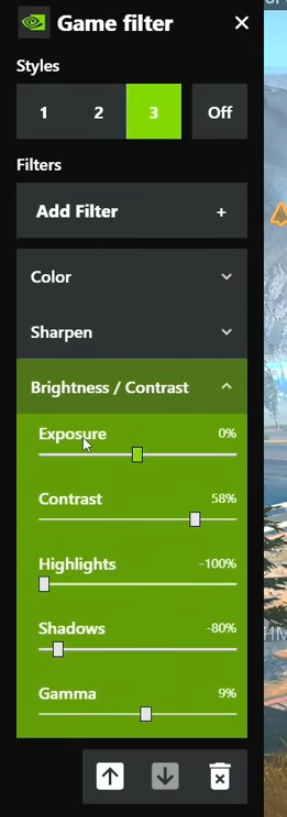 Game filter
Styles
1 2 3 Off
Filters
Add Filter +
Color
Sharpen
Brightness / Contrast
Exposure 0%
Contrast 58%
Highlights -100%
Shadows -80%
Gamma 9%
HM